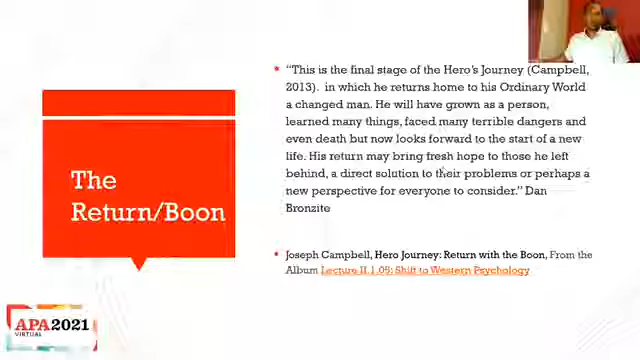 The
Return/Boon
“This is the final stage of the Hero’s Journey (Campbell,
2013). in which he returns home to his Ordinary World
a changed man. He will have grown as a person,
learned many things, faced many terrible dangers and
even death but now looks forward to the start of a new
life. His return may bring fresh hope to those he left
behind, a direct solution to their problems or perhaps a
new perspective for everyone to consider.” Dan
Bronzite
Joseph Campbell, Hero Journey: Return with the Boon, From the
Album Lecture II.1.05: Shift to Western Psychology
APA2021
VIRTUAL